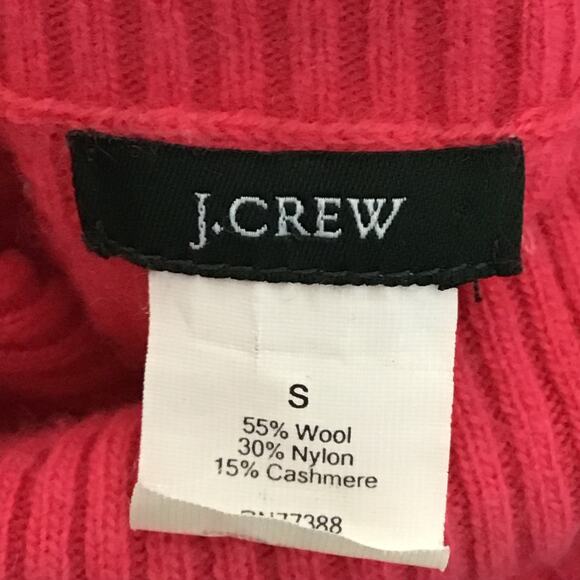 J.CREW
S
55% Wool
30% Nylon
15% Cashmere
RN77388